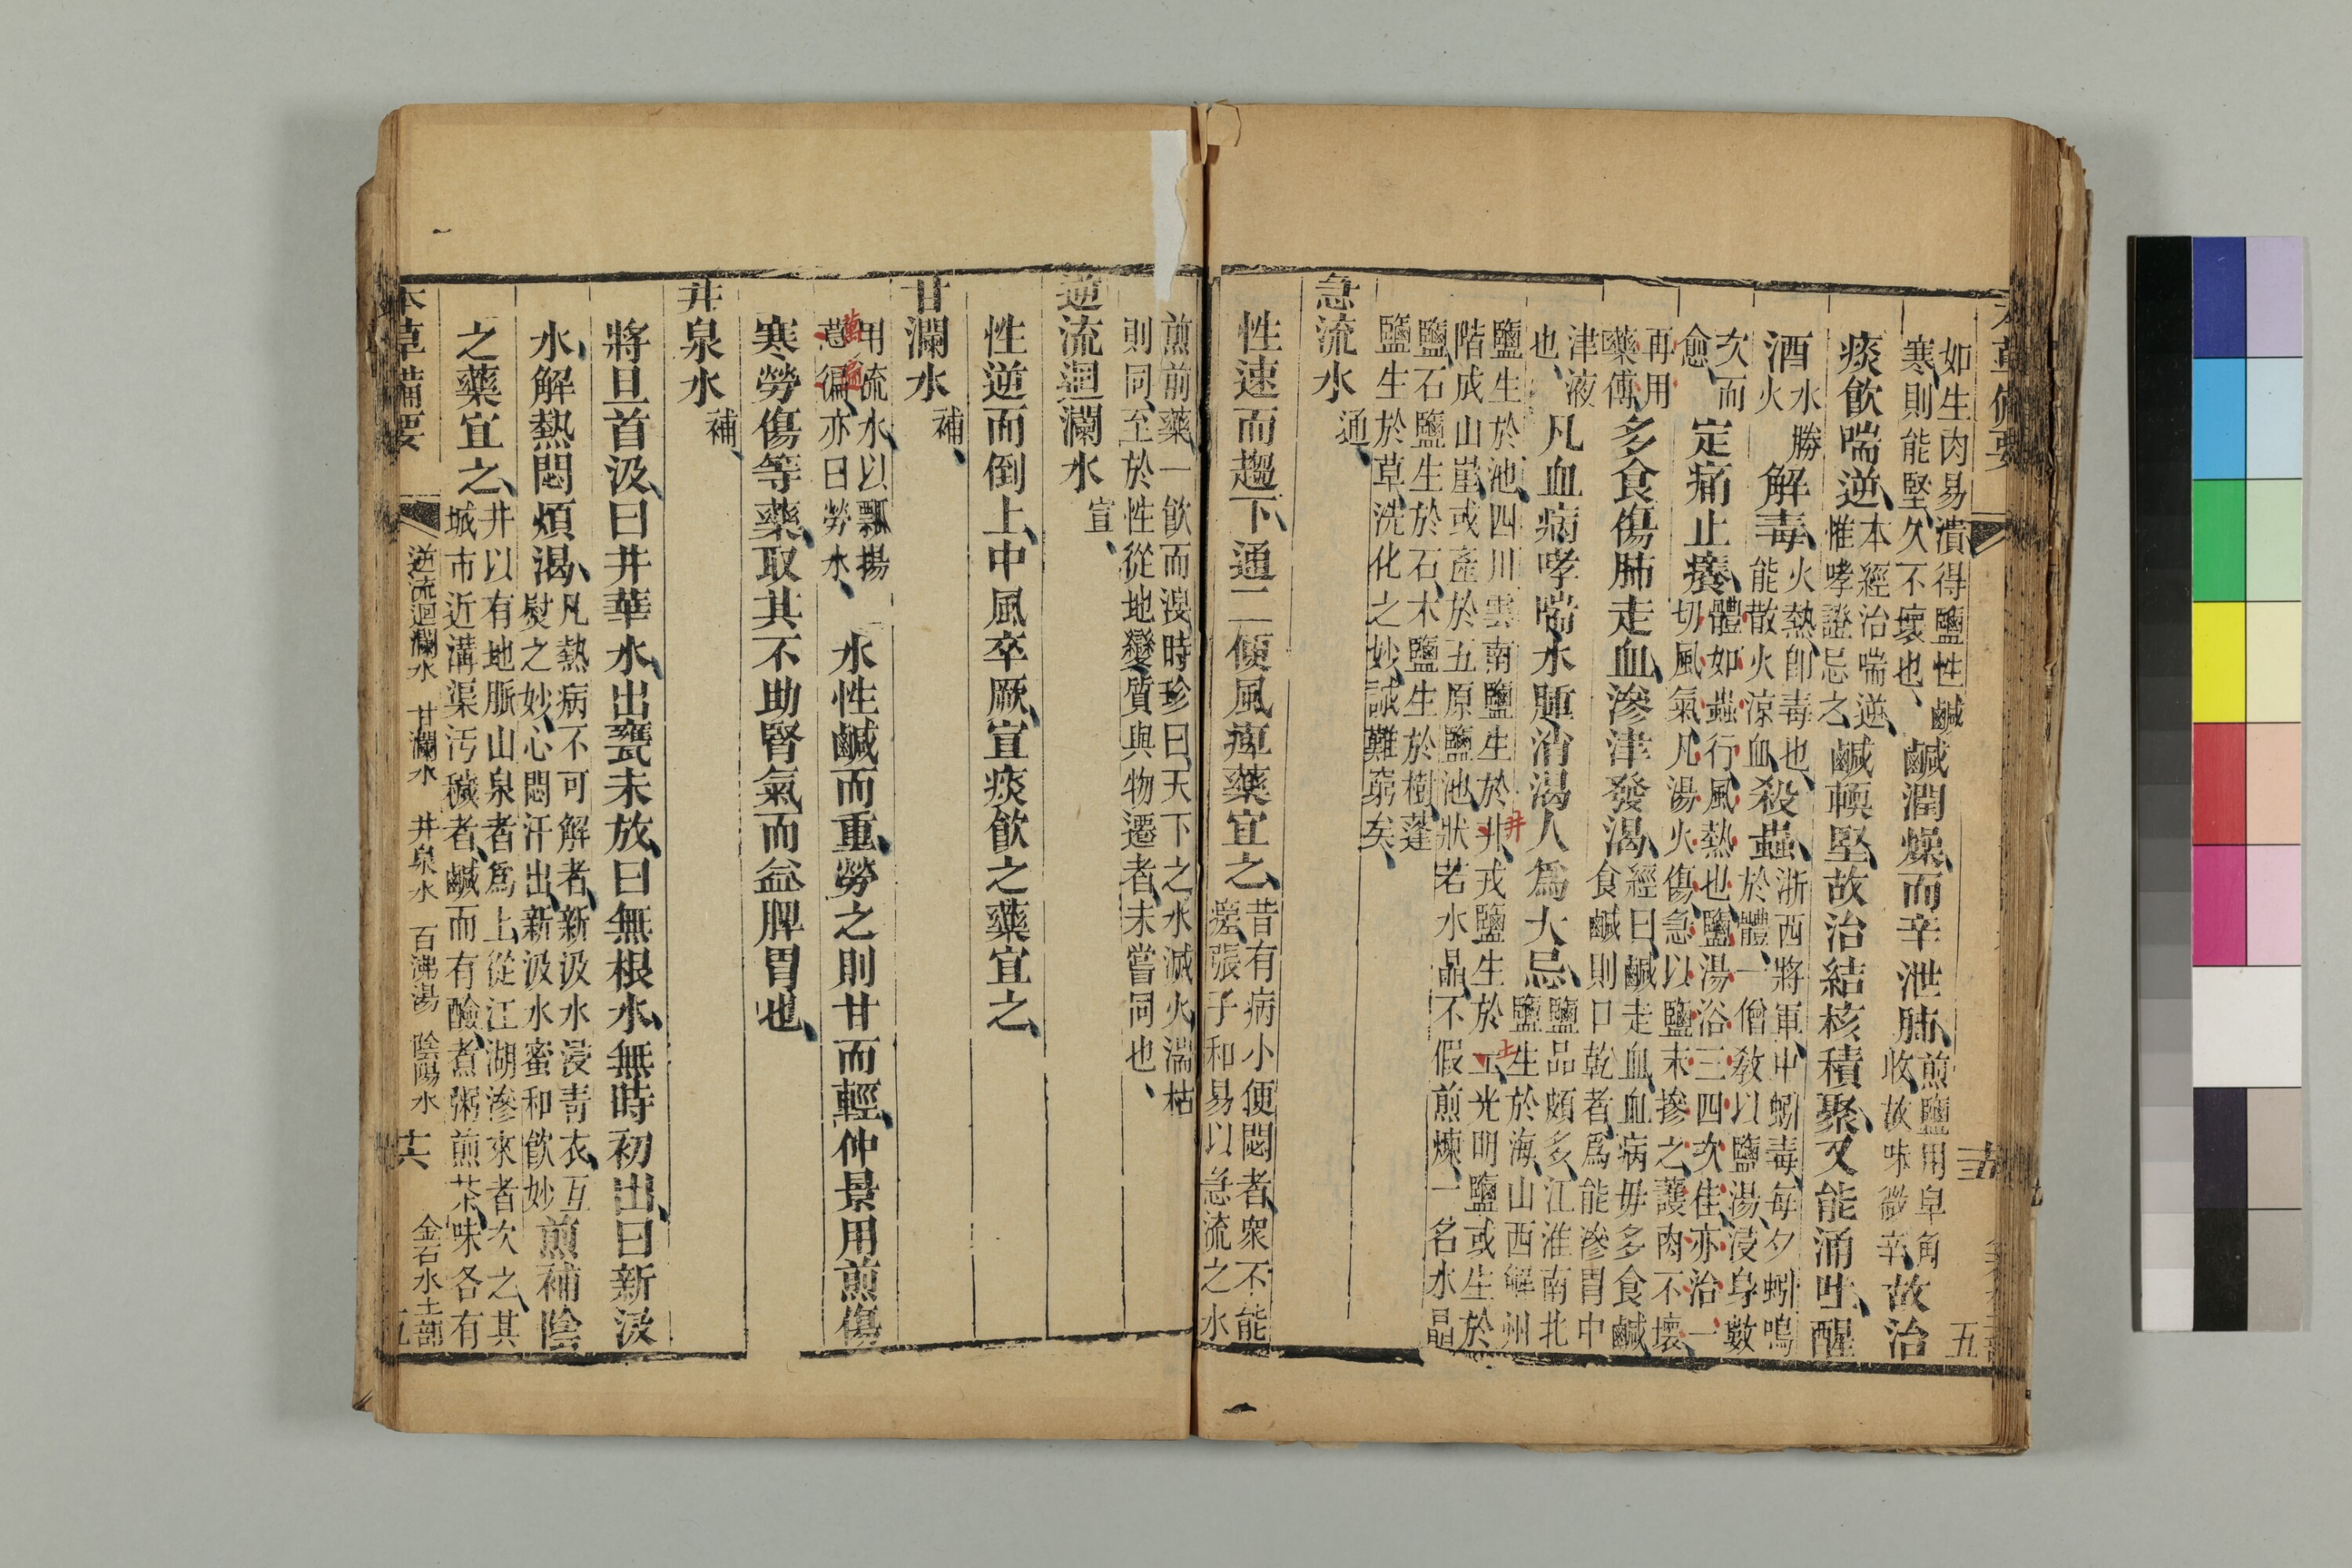 如生肉易潰得鹽性鹹
寒則能堅久不壞也、
鹹潤燥、而辛泄肺、
煎鹽用皁角
收、故味微辛、
故治
痰飲喘逆、
本經治喘逆、
惟哮證忌之、
鹹輭堅、故治結核積聚、又能涌吐、醒
酒
水勝
火
解毒、
火熱卽毒也、
能散火涼血、
殺蟲、
浙西將軍中蚓毒、每夕蚓鳴
於體、一僧敎以鹽湯浸身數
次而
愈、
定痛止癢、
體如蟲行、風熱也、鹽湯浴三四次佳、亦治一
切風氣、凡湯火傷、急以鹽末摻之、護肉不壞、
再用
藥傅、
多食傷肺走血、滲津發渴、
經曰、鹹走血、血病毋多食鹹、
食鹹則口乾者、爲能滲胃中
津液
也、
凡血病哮喘水腫、消渴人爲大忌、
鹽品頗多、江淮南北
鹽生於海、山西解州
鹽生於池、四川雲南鹽生於井、戎鹽生於土、光明鹽或生於
階成山崖、或產於五原鹽池、狀若水晶、不假煎煉、一名水晶
鹽、石鹽生於石、木鹽生於樹、蓬
鹽生於草、造化之妙、誠難窮矣、
急流水
通、
性速而趨下、通二便風痺藥宜之、
昔有病小便悶者、衆不能
瘥、張子和易以急流之水
煎前藥、一飲而溲、時珍曰、天下之水、滅火濡枯
則同、至於性從地變、質與物遷者、未嘗同也、
逆流迴瀾水
宣、
性逆而倒上、中風卒厥、宣痰飲之藥宜之、
甘瀾水
補、
用流水、以瓢揚
萬徧、亦曰勞水、
水性鹹而重、勞之則甘而輕、仲景用煎傷
寒勞傷等藥、取其不助腎氣而益脾胃也、
井泉水
補、
將旦首汲、曰井華水、出甕未放、曰無根水、無時初出、曰新汲
水、解熱悶煩渴、
凡熱病不可解者、新汲水浸靑衣、互
熨之妙、心悶汗出、新汲水蜜和飮妙
煎補陰
之藥宜之、
井以有地脈山泉者爲上、從江湖滲來者次之、其
城市近溝渠汚穢者、鹹而有鹼、煮粥煎茶、味各有
本草備要
逆流迴瀾水 甘瀾水 井泉水 百沸湯 陰陽水
金石水土部